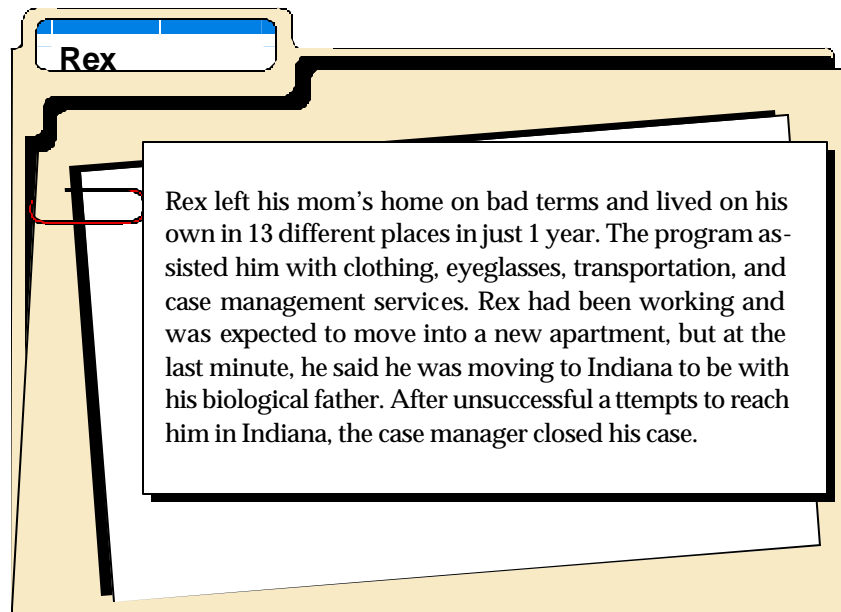 Rex
Rex left his mom’s home on bad terms and lived on his
own in 13 different places in just 1 year. The program as-
sisted him with clothing, eyeglasses, transportation, and
case management services. Rex had been working and
was expected to move into a new apartment, but at the
last minute, he said he was moving to Indiana to be with
his biological father. After unsuccessful a ttempts to reach
him in Indiana, the case manager closed his case.